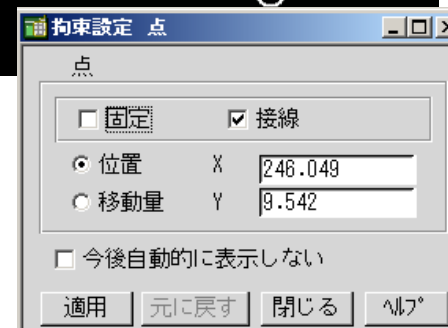 拘束設定 点
点
固定 接線
位置 X 246.049
移動量 Y 9.542
今後自動的に表示しない
適用 元に戻す 閉じる ﾍﾙﾌﾟ